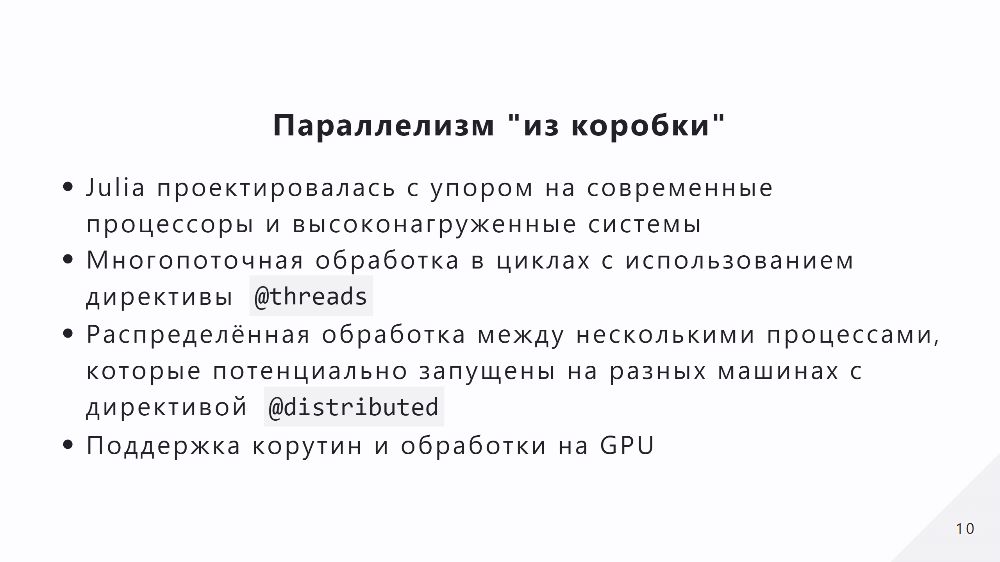 Параллелизм "из коробки"
• Julia проектировалась с упором на современные
процессоры и высоконагруженные системы
• Многопоточная обработка в циклах с использованием
директивы @threads
• Распределённая обработка между несколькими процессами,
которые потенциально запущены на разных машинах с
директивой @distributed
• Поддержка корутин и обработки на GPU
10